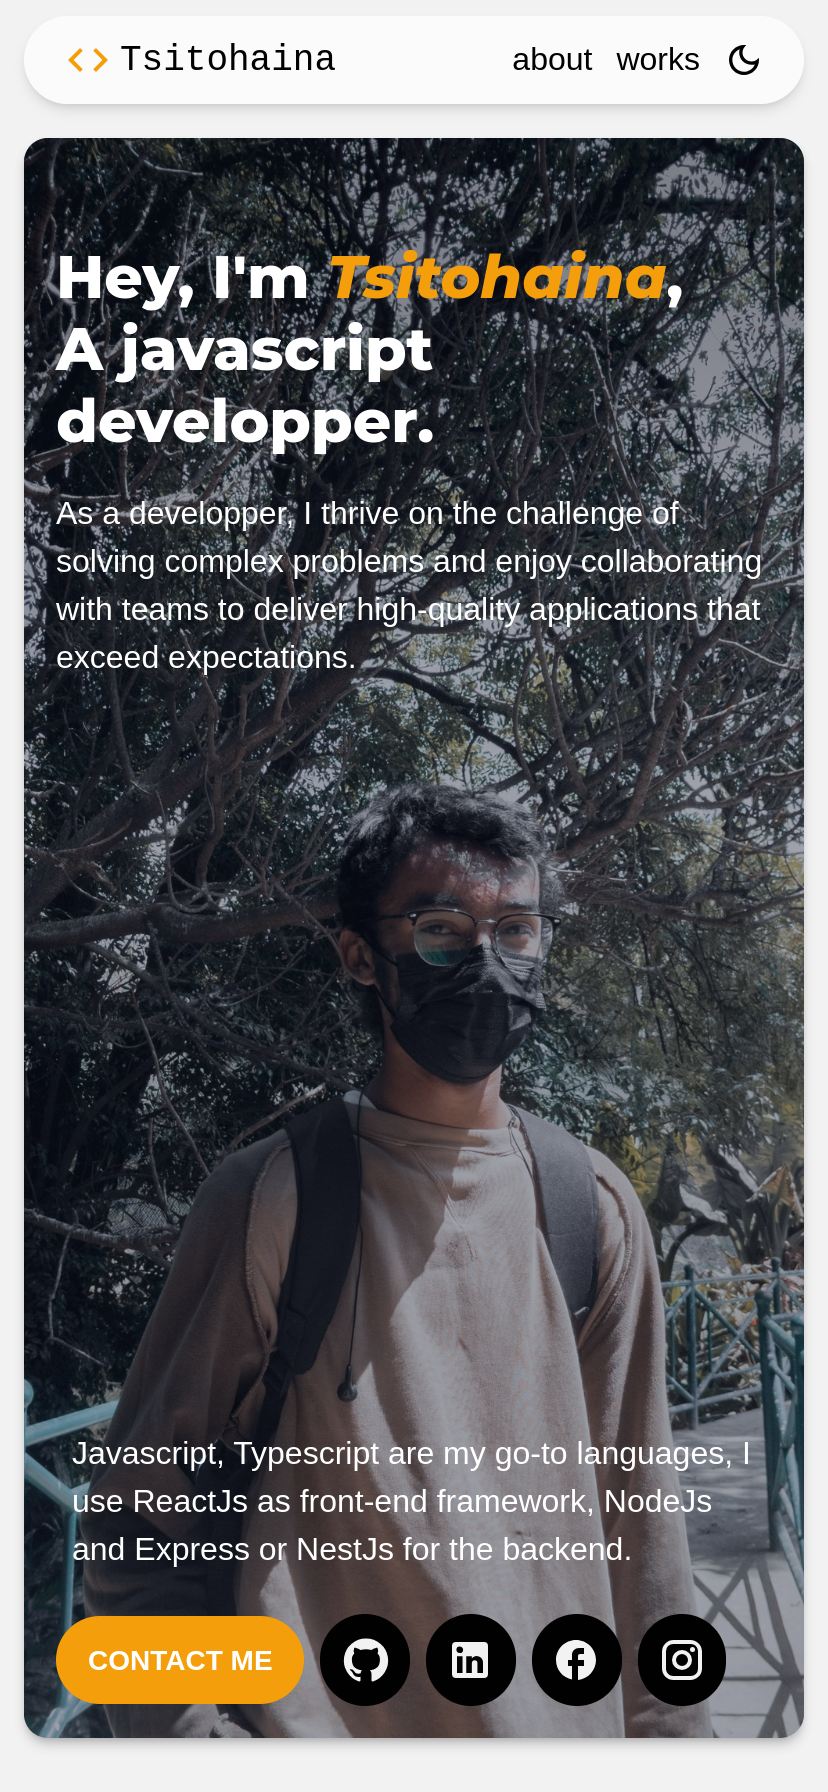 <> Tsitohaina
about works
Hey, I'm Tsitohaina,
A javascript
developper.
As a developper, I thrive on the challenge of
solving complex problems and enjoy collaborating
with teams to deliver high-quality applications that
exceed expectations.
Javascript, Typescript are my go-to languages, I
use ReactJs as front-end framework, NodeJs
and Express or NestJs for the backend.
CONTACT ME